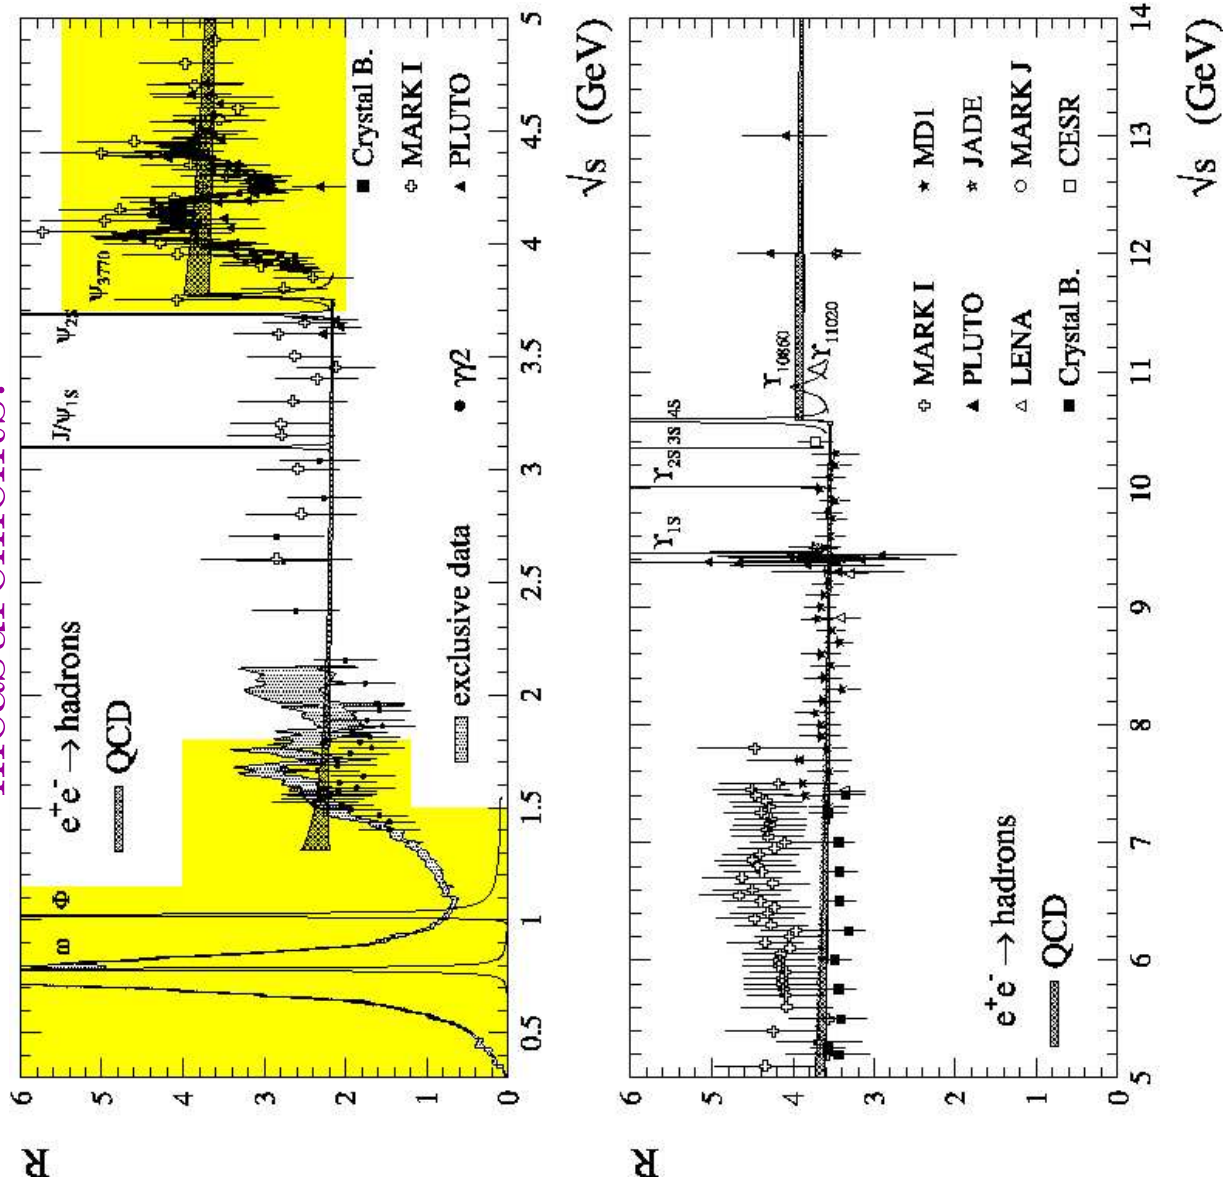 measurements.
R
6
5
4
3
2
1
0
ω
Φ
e⁺e⁻ → hadrons
QCD
J/ψ1S
ψ2S
ψ3770
exclusive data
γγ2
Crystal B.
MARK I
PLUTO
0.5
1
1.5
2
2.5
3
3.5
4
4.5
5
√s (GeV)
R
6
5
4
3
2
1
0
e⁺e⁻ → hadrons
QCD
ϒ1S
ϒ2S 3S 4S
ϒ10860
ϒ11020
MARK I
PLUTO
LENA
Crystal B.
MD1
JADE
MARK J
CESR
5
6
7
8
9
10
11
12
13
14
√s (GeV)